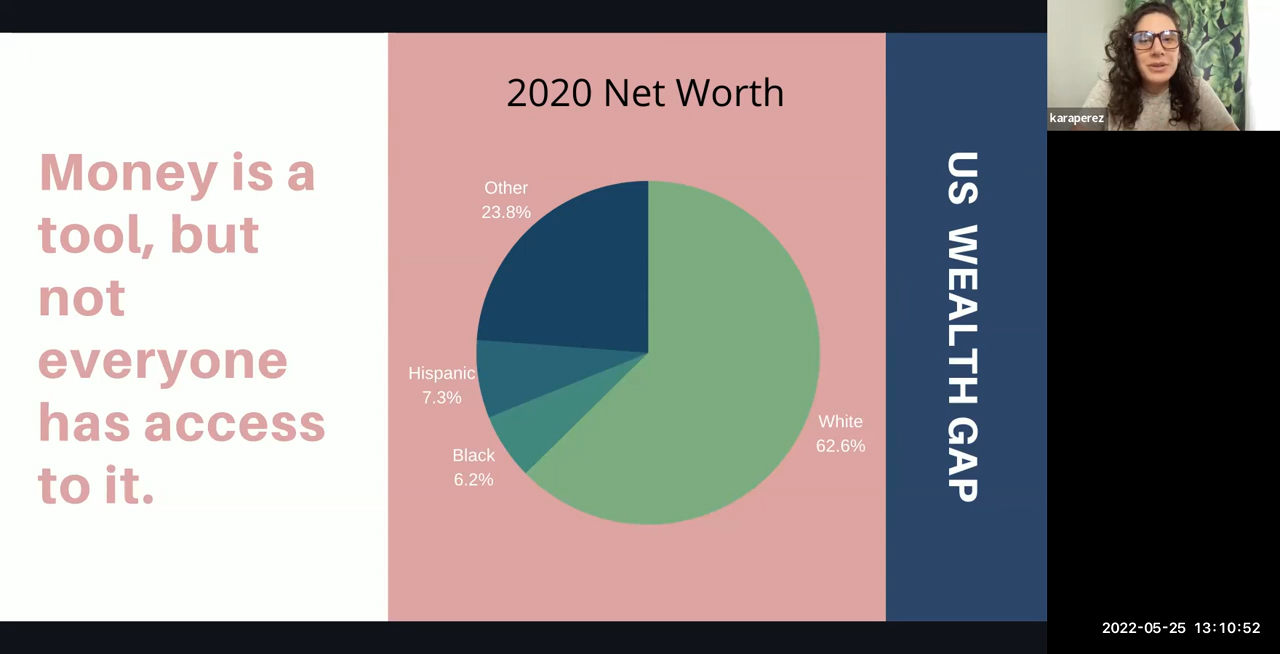 Money is a
tool, but
not
everyone
has access
to it.
2020 Net Worth
Other
23.8%
Hispanic
7.3%
Black
6.2%
White
62.6%
US WEALTH GAP
karaperez
2022-05-25 13:10:52